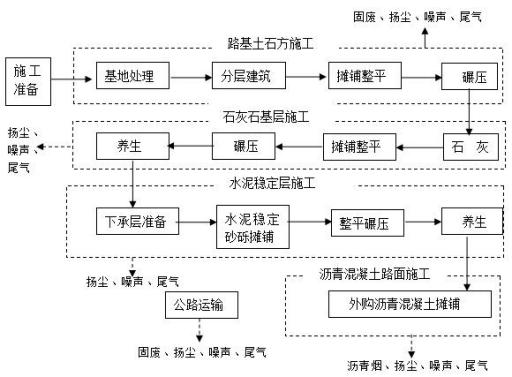 固废、扬尘、噪声、尾气
路基土石方施工
施工
准备
基地处理
分层建筑
摊铺整平
碾压
石灰石基层施工
扬尘、
噪声、
尾气
养生
碾压
摊铺整平
石 灰
水泥稳定层施工
下承层准备
水泥稳定
砂砾摊铺
整平碾压
养生
扬尘、噪声、尾气
沥青混凝土路面施工
公路运输
外购沥青混凝土摊铺
固废、扬尘、噪声、尾气
沥青烟、扬尘、噪声、尾气